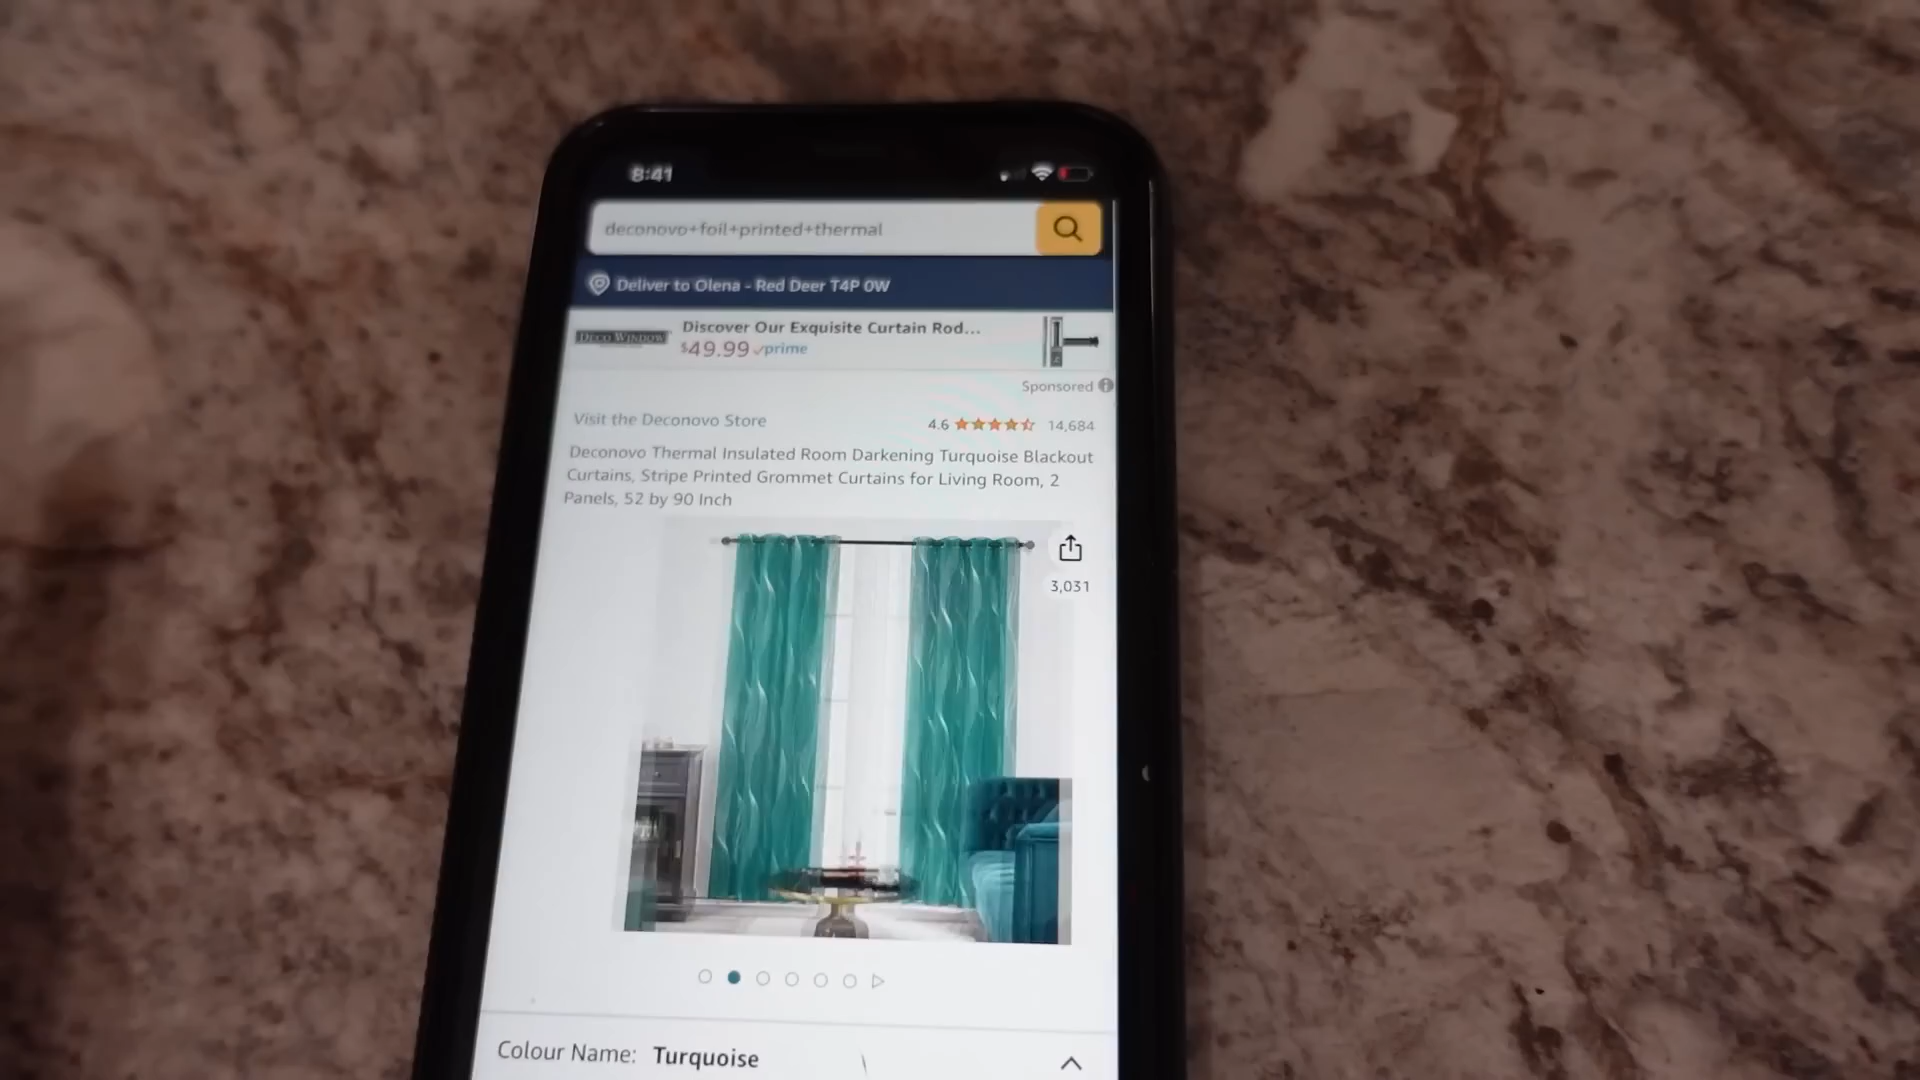 8:41
deconovo+foil+printed+thermal
Deliver to Olena - Red Deer T4P 0W
DECO WINDOW
Discover Our Exquisite Curtain Rod...
$49.99 prime
Sponsored
Visit the Deconovo Store
4.6 14,684
Deconovo Thermal Insulated Room Darkening Turquoise Blackout
Curtains, Stripe Printed Grommet Curtains for Living Room, 2
Panels, 52 by 90 Inch
3,031
Colour Name: Turquoise